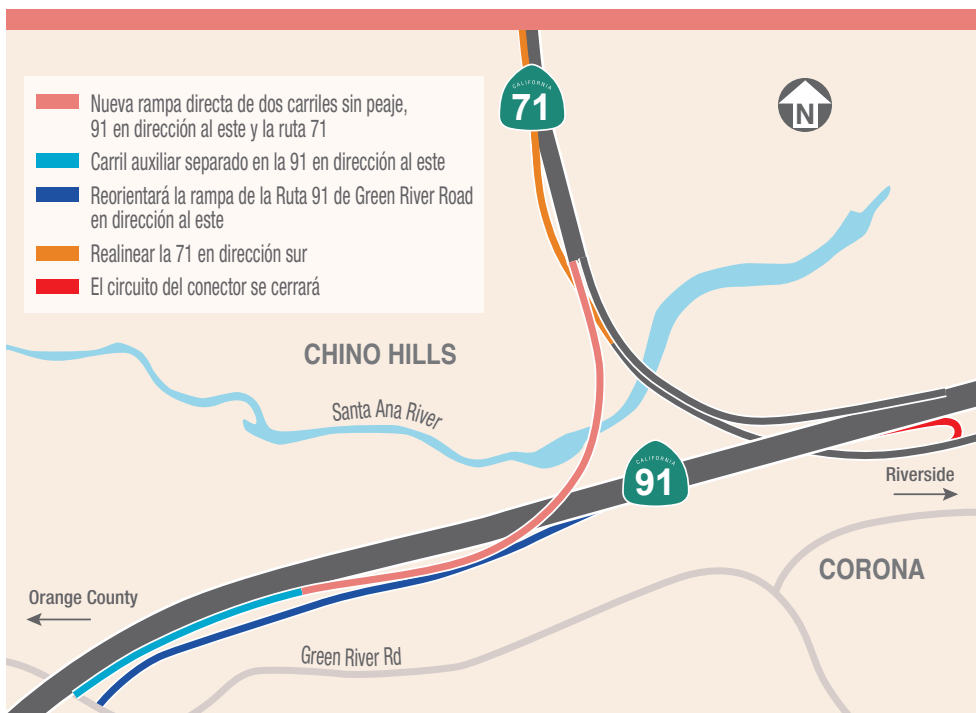 CALIFORNIA
71
N
Nueva rampa directa de dos carriles sin peaje,
91 en dirección al este y la ruta 71
Carril auxiliar separado en la 91 en dirección al este
Reorientará la rampa de la Ruta 91 de Green River Road
en dirección al este
Realinear la 71 en dirección sur
El circuito del conector se cerrará
CHINO HILLS
Santa Ana River
CALIFORNIA
91
Riverside
CORONA
Orange County
Green River Rd